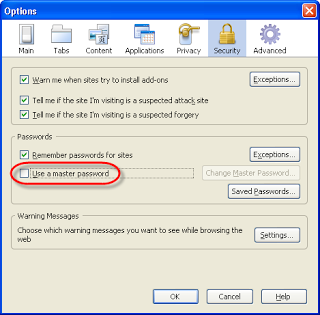 Options
Main Tabs Content Applications Privacy Security Advanced
Warn me when sites try to install add-ons Exceptions...
Tell me if the site I'm visiting is a suspected attack site
Tell me if the site I'm visiting is a suspected forgery
Passwords
Remember passwords for sites Exceptions...
Use a master password Change Master Password...
Saved Passwords...
Warning Messages
Choose which warning messages you want to see while browsing the
web
Settings...
OK Cancel Help